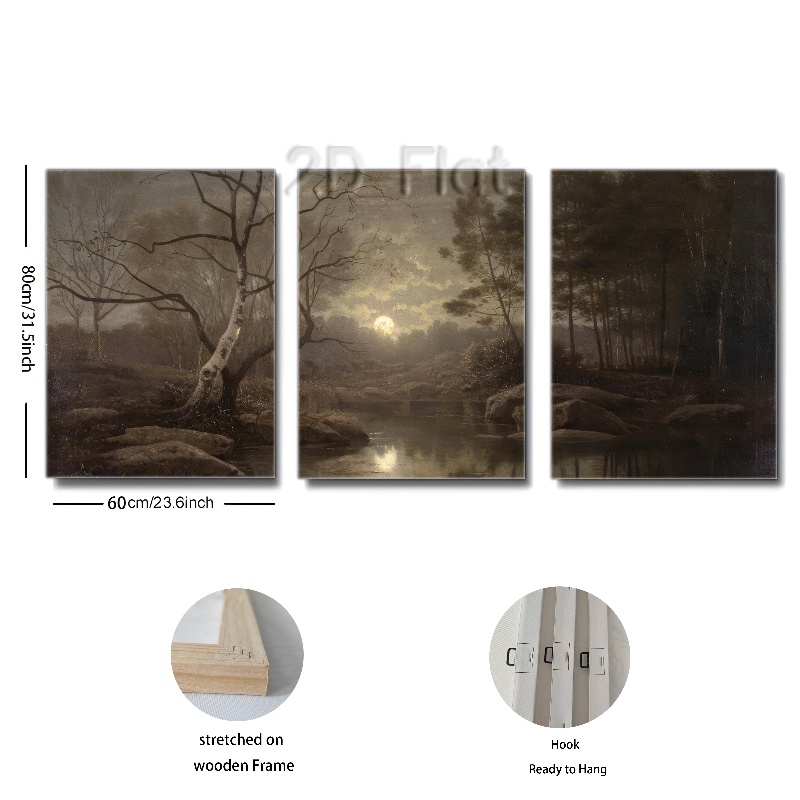 2D Flat
80cm/31.5inch
60cm/23.6inch
stretched on
wooden Frame
Hook
Ready to Hang